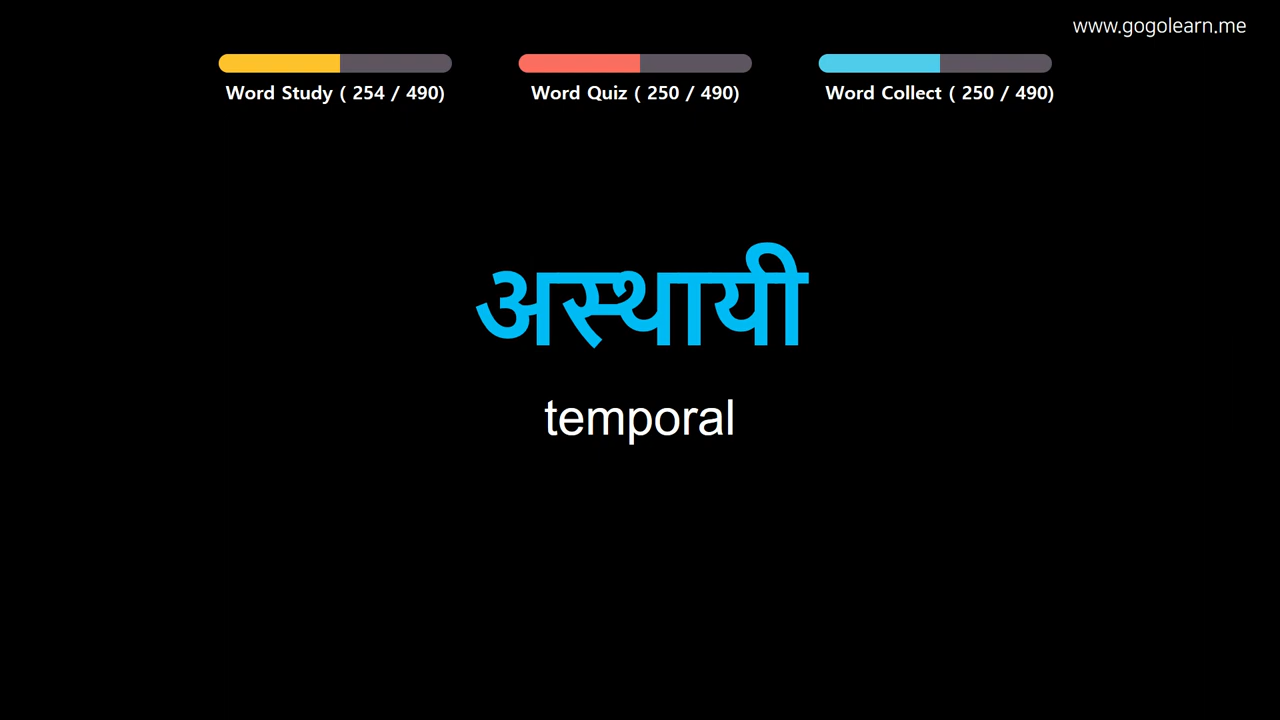 www.gogolearn.me
Word Study ( 254 / 490)
Word Quiz ( 250 / 490)
Word Collect ( 250 / 490)
अस्थायी
temporal